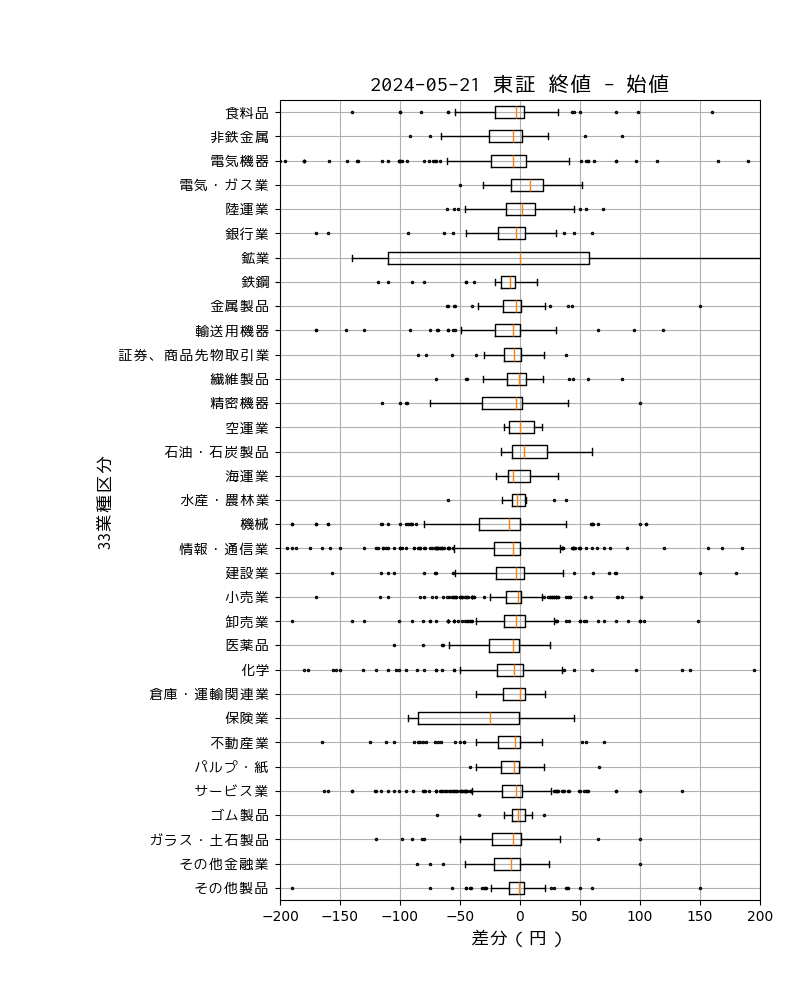 2024-05-21 東証 終値 - 始値
食料品
非鉄金属
電気機器
電気・ガス業
陸運業
銀行業
鉱業
鉄鋼
金属製品
輸送用機器
証券、商品先物取引業
繊維製品
精密機器
空運業
石油・石炭製品
海運業
水産・農林業
機械
情報・通信業
建設業
小売業
卸売業
医薬品
化学
倉庫・運輸関連業
保険業
不動産業
パルプ・紙
サービス業
ゴム製品
ガラス・土石製品
その他金融業
その他製品
33業種区分
−200 −150 −100 −50 0 50 100 150 200
差分 ( 円 )